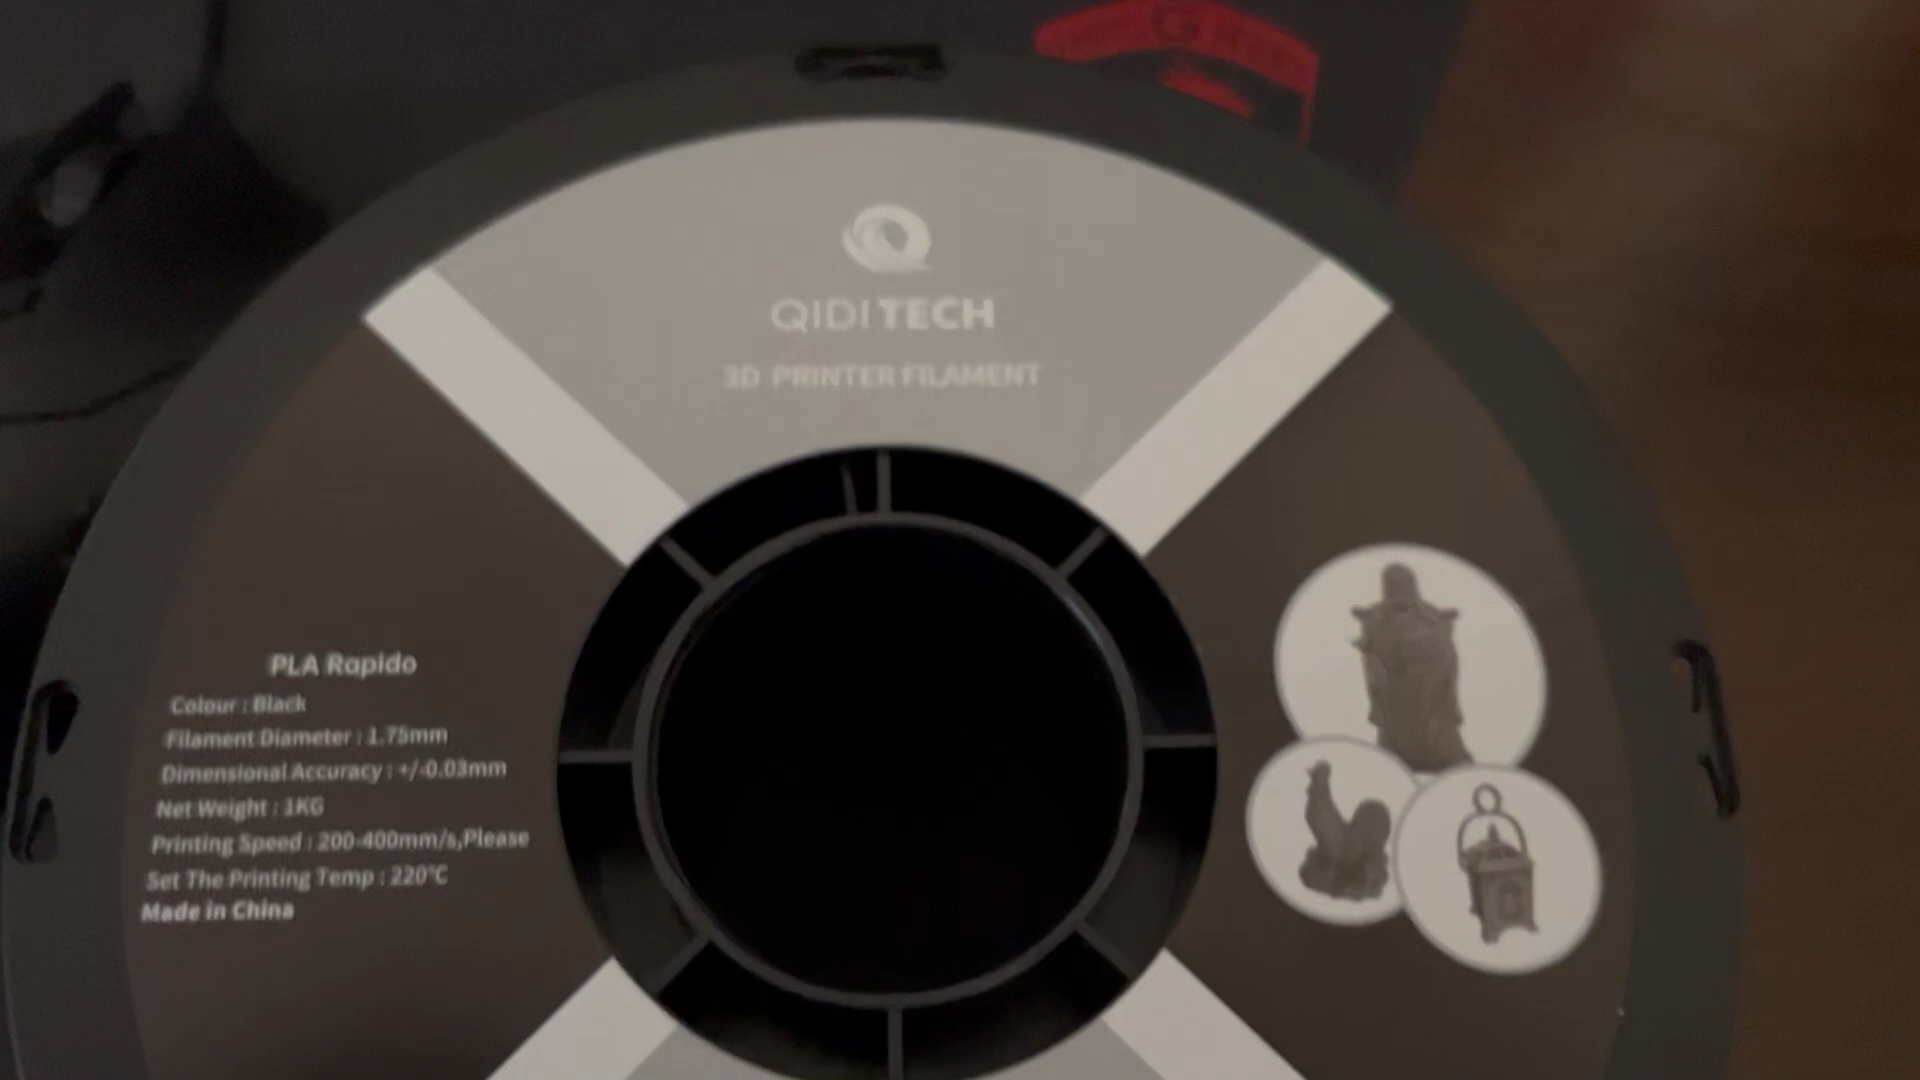 QIDI TECH
3D PRINTER FILAMENT
PLA Rapido
Colour : Black
Filament Diameter : 1.75mm
Dimensional Accuracy : +/-0.03mm
Net Weight : 1KG
Printing Speed : 200-400mm/s,Please
Set The Printing Temp : 220°C
Made in China